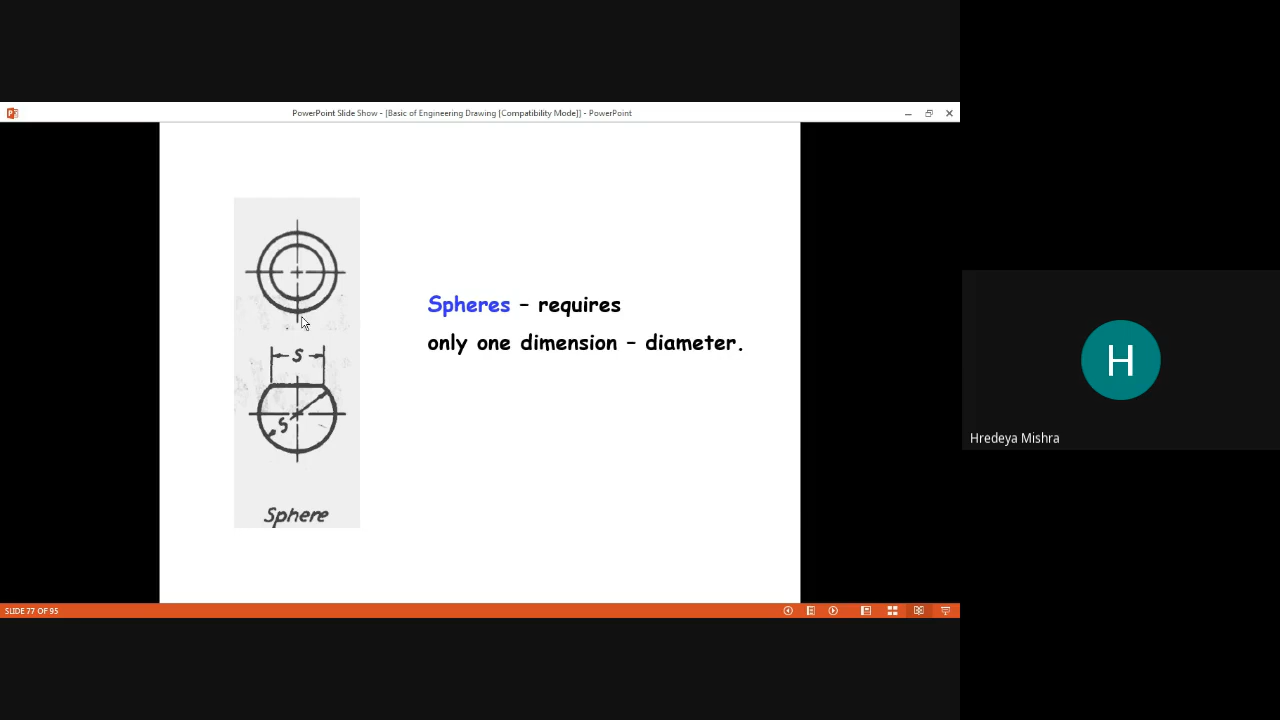 PowerPoint Slide Show - [Basic of Engineering Drawing [Compatibility Mode]] - PowerPoint
S
S
Sphere
Spheres – requires
only one dimension – diameter.
H
Hredeya Mishra
SLIDE 77 OF 95